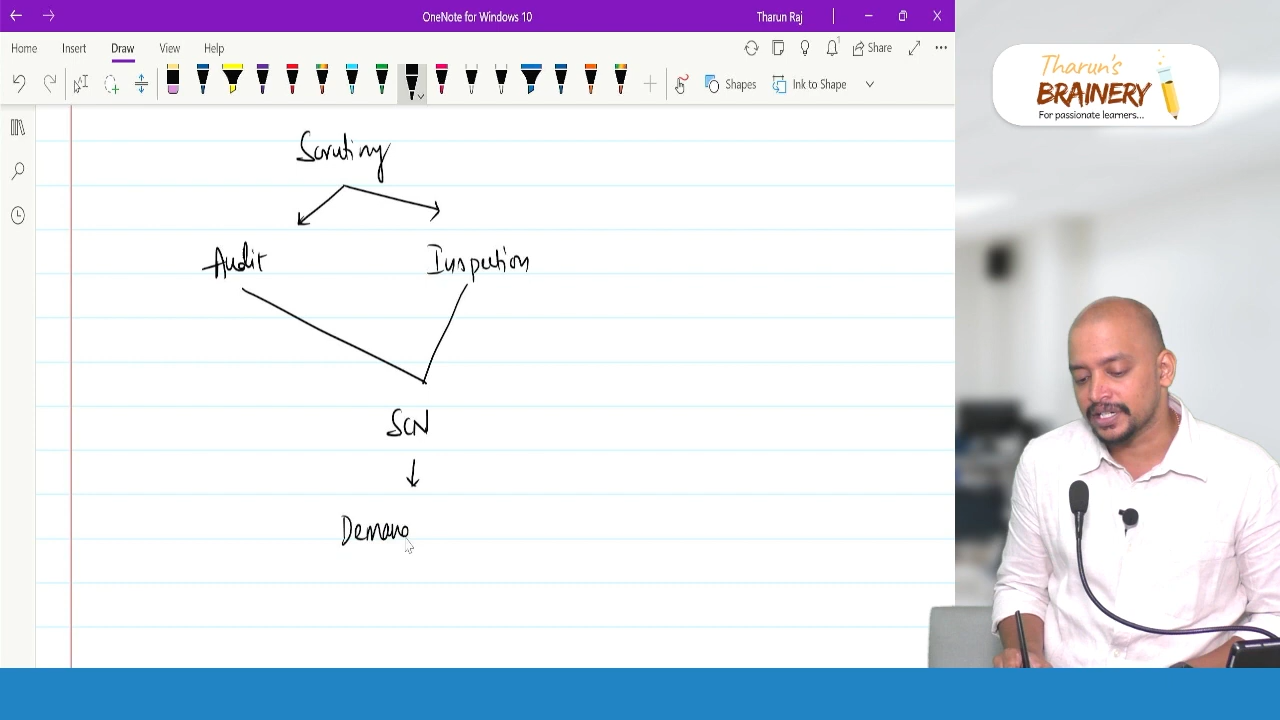 OneNote for Windows 10
Tharun Raj
Home Insert Draw View Help
Share
Shapes
Ink to Shape
Tharun's
BRAINERY
For passionate learners...
Scrutiny
Audit
Inspection
SCN
Deman